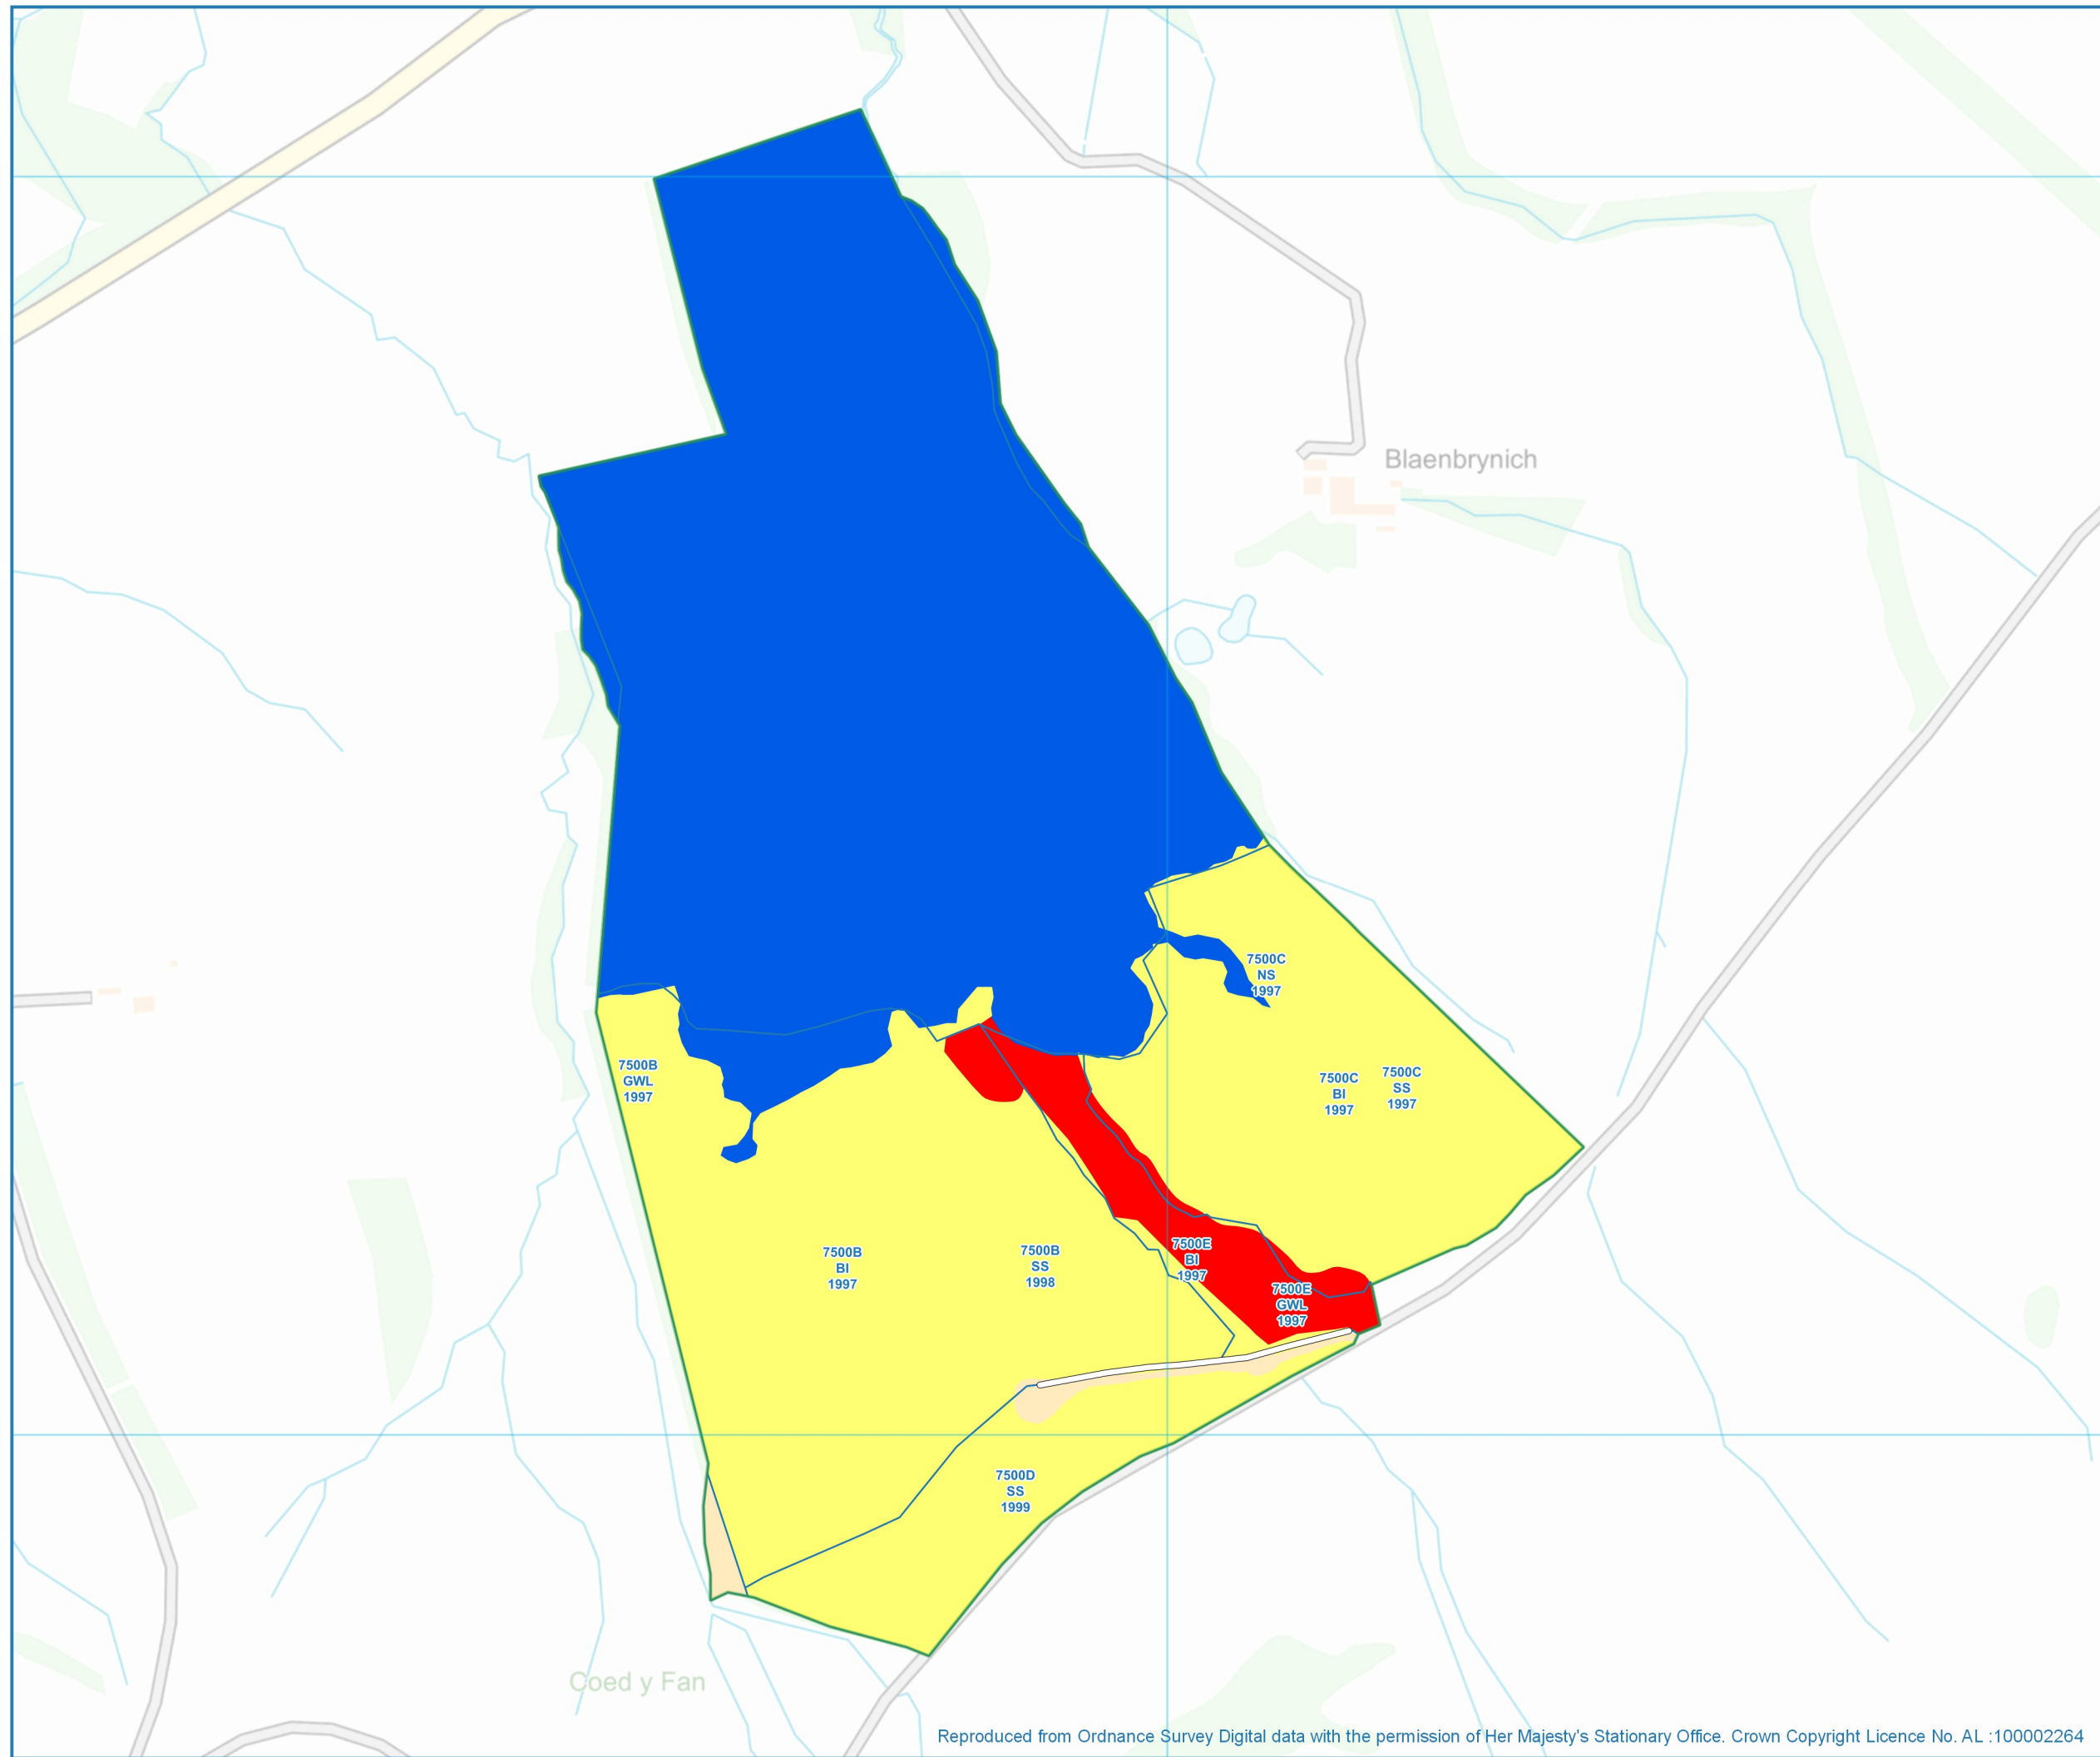 Blaenbrynich
7500C
NS
1997
7500B
GWL
1997
7500C
BI
1997
7500C
SS
1997
7500B
BI
1997
7500B
SS
1998
7500E
BI
1997
7500E
GWL
1997
7500D
SS
1999
Coed y Fan
Reproduced from Ordnance Survey Digital data with the permission of Her Majesty's Stationary Office. Crown Copyright Licence No. AL :100002264